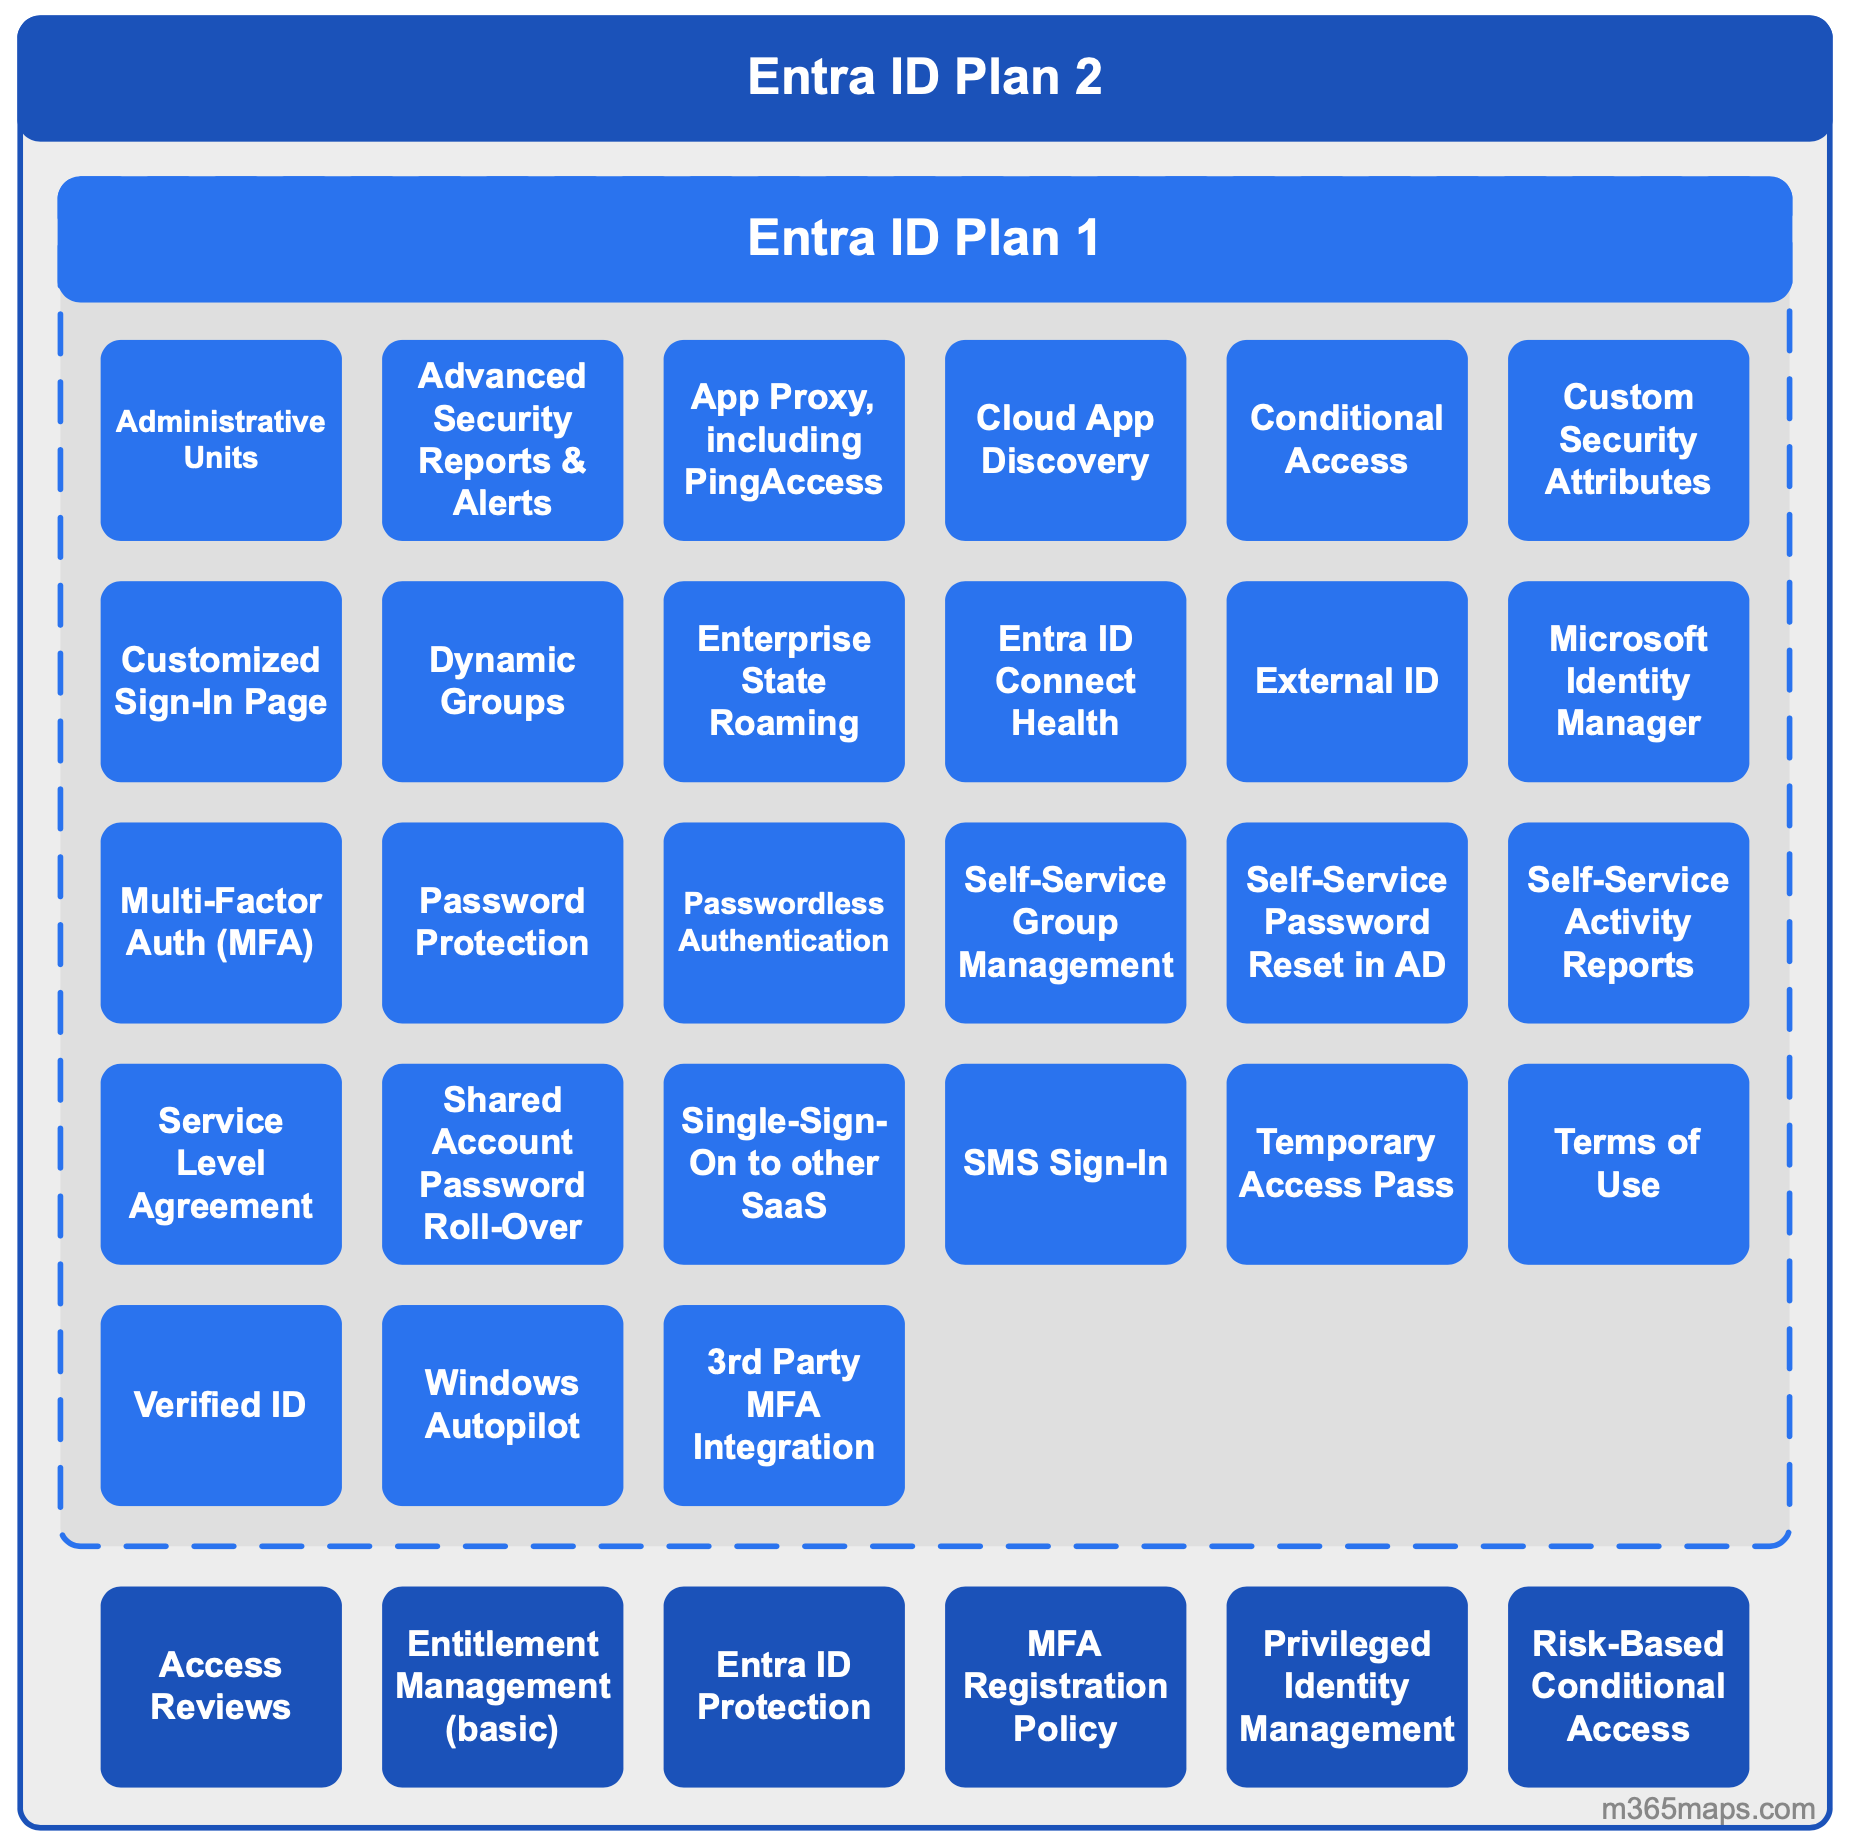 Entra ID Plan 2
Entra ID Plan 1
Administrative
Units
Advanced
Security
Reports &
Alerts
App Proxy,
including
PingAccess
Cloud App
Discovery
Conditional
Access
Custom
Security
Attributes
Customized
Sign-In Page
Dynamic
Groups
Enterprise
State
Roaming
Entra ID
Connect
Health
External ID
Microsoft
Identity
Manager
Multi-Factor
Auth (MFA)
Password
Protection
Passwordless
Authentication
Self-Service
Group
Management
Self-Service
Password
Reset in AD
Self-Service
Activity
Reports
Service
Level
Agreement
Shared
Account
Password
Roll-Over
Single-Sign-
On to other
SaaS
SMS Sign-In
Temporary
Access Pass
Terms of
Use
Verified ID
Windows
Autopilot
3rd Party
MFA
Integration
Access
Reviews
Entitlement
Management
(basic)
Entra ID
Protection
MFA
Registration
Policy
Privileged
Identity
Management
Risk-Based
Conditional
Access
m365maps.com